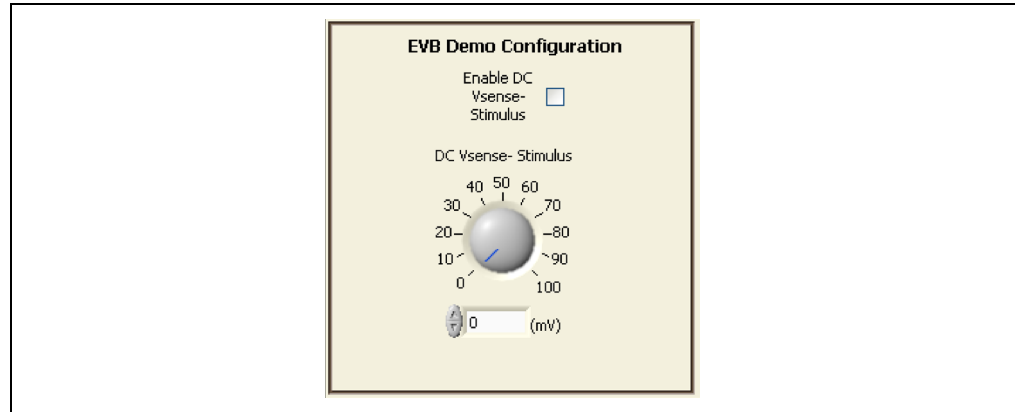 EVB Demo Configuration
Enable DC
Vsense-
Stimulus
DC Vsense- Stimulus
0
10
20
30
40
50
60
70
80
90
100
0
(mV)